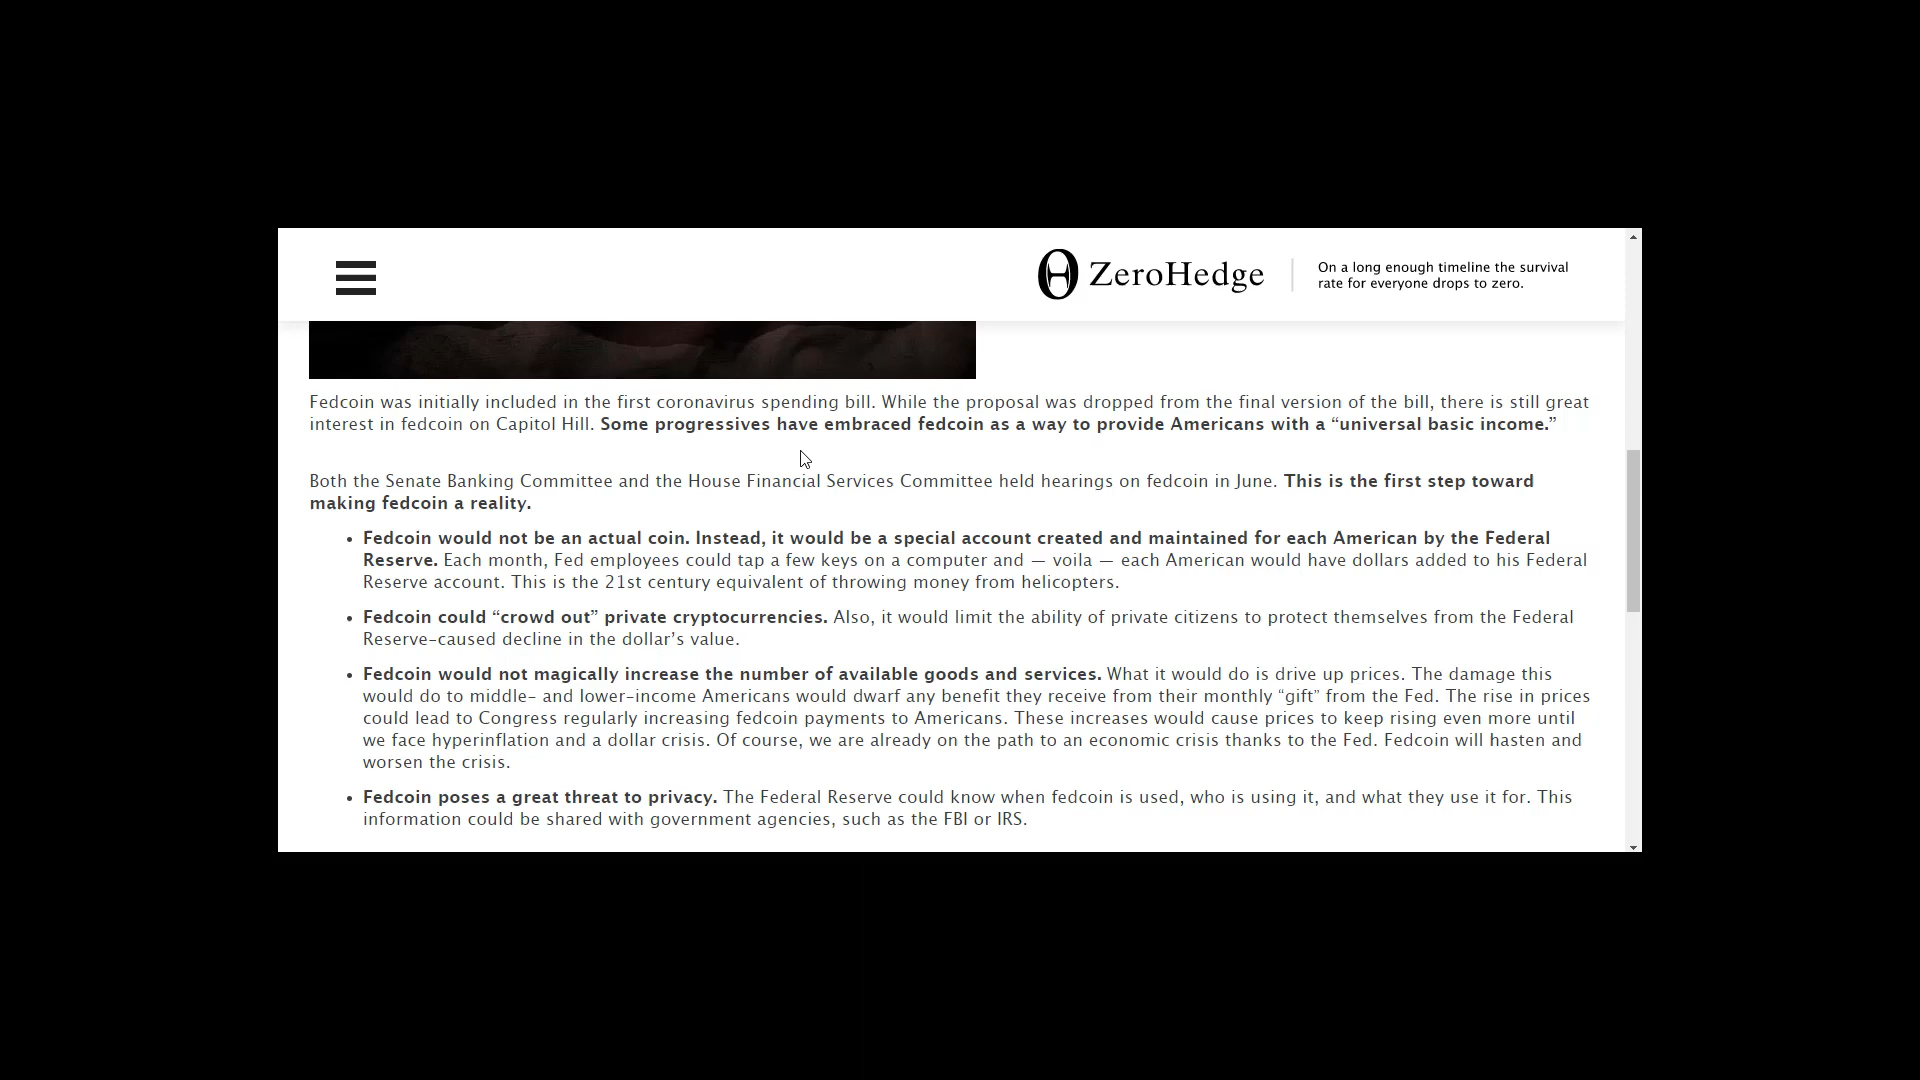 ZeroHedge
On a long enough timeline the survival
rate for everyone drops to zero.
Fedcoin was initially included in the first coronavirus spending bill. While the proposal was dropped from the final version of the bill, there is still great
interest in fedcoin on Capitol Hill. Some progressives have embraced fedcoin as a way to provide Americans with a “universal basic income.”
Both the Senate Banking Committee and the House Financial Services Committee held hearings on fedcoin in June. This is the first step toward
making fedcoin a reality.
• Fedcoin would not be an actual coin. Instead, it would be a special account created and maintained for each American by the Federal
Reserve. Each month, Fed employees could tap a few keys on a computer and — voila — each American would have dollars added to his Federal
Reserve account. This is the 21st century equivalent of throwing money from helicopters.
• Fedcoin could “crowd out” private cryptocurrencies. Also, it would limit the ability of private citizens to protect themselves from the Federal
Reserve-caused decline in the dollar’s value.
• Fedcoin would not magically increase the number of available goods and services. What it would do is drive up prices. The damage this
would do to middle- and lower-income Americans would dwarf any benefit they receive from their monthly “gift” from the Fed. The rise in prices
could lead to Congress regularly increasing fedcoin payments to Americans. These increases would cause prices to keep rising even more until
we face hyperinflation and a dollar crisis. Of course, we are already on the path to an economic crisis thanks to the Fed. Fedcoin will hasten and
worsen the crisis.
• Fedcoin poses a great threat to privacy. The Federal Reserve could know when fedcoin is used, who is using it, and what they use it for. This
information could be shared with government agencies, such as the FBI or IRS.